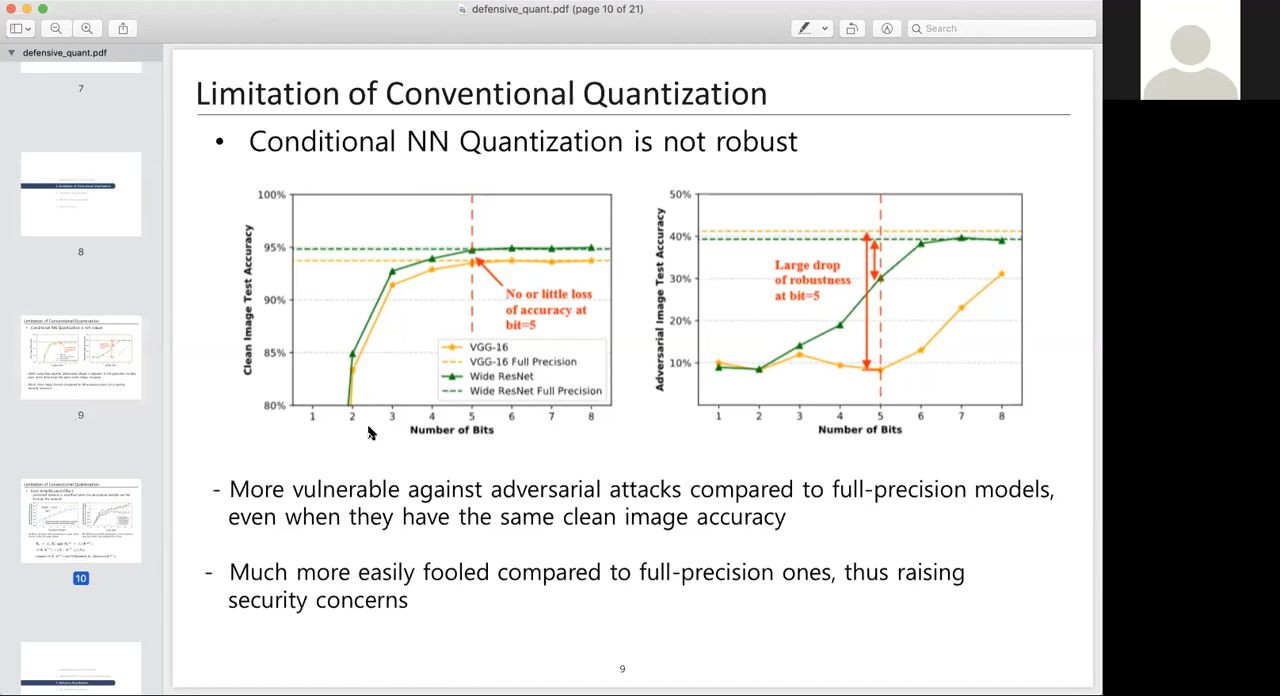 defensive_quant.pdf (page 10 of 21)
Search
defensive_quant.pdf
7
8
9
10
Limitation of Conventional Quantization
• Conditional NN Quantization is not robust
100%
95%
90%
85%
80%
Clean Image Test Accuracy
No or little loss
of accuracy at
bit=5
VGG-16
VGG-16 Full Precision
Wide ResNet
Wide ResNet Full Precision
1 2 3 4 5 6 7 8
Number of Bits
50%
40%
30%
20%
10%
Adversarial Image Test Accuracy
Large drop
of robustness
at bit=5
1 2 3 4 5 6 7 8
Number of Bits
- More vulnerable against adversarial attacks compared to full-precision models,
even when they have the same clean image accuracy
- Much more easily fooled compared to full-precision ones, thus raising
security concerns
9